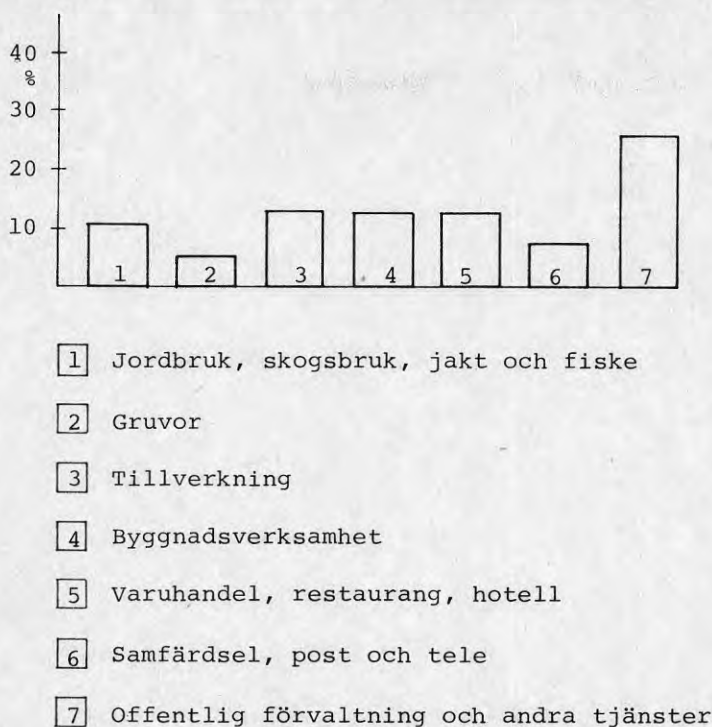 40
%
30
20
10
1 2 3 4 5 6 7
1 Jordbruk, skogsbruk, jakt och fiske
2 Gruvor
3 Tillverkning
4 Byggnadsverksamhet
5 Varuhandel, restaurang, hotell
6 Samfärdsel, post och tele
7 Offentlig förvaltning och andra tjänster